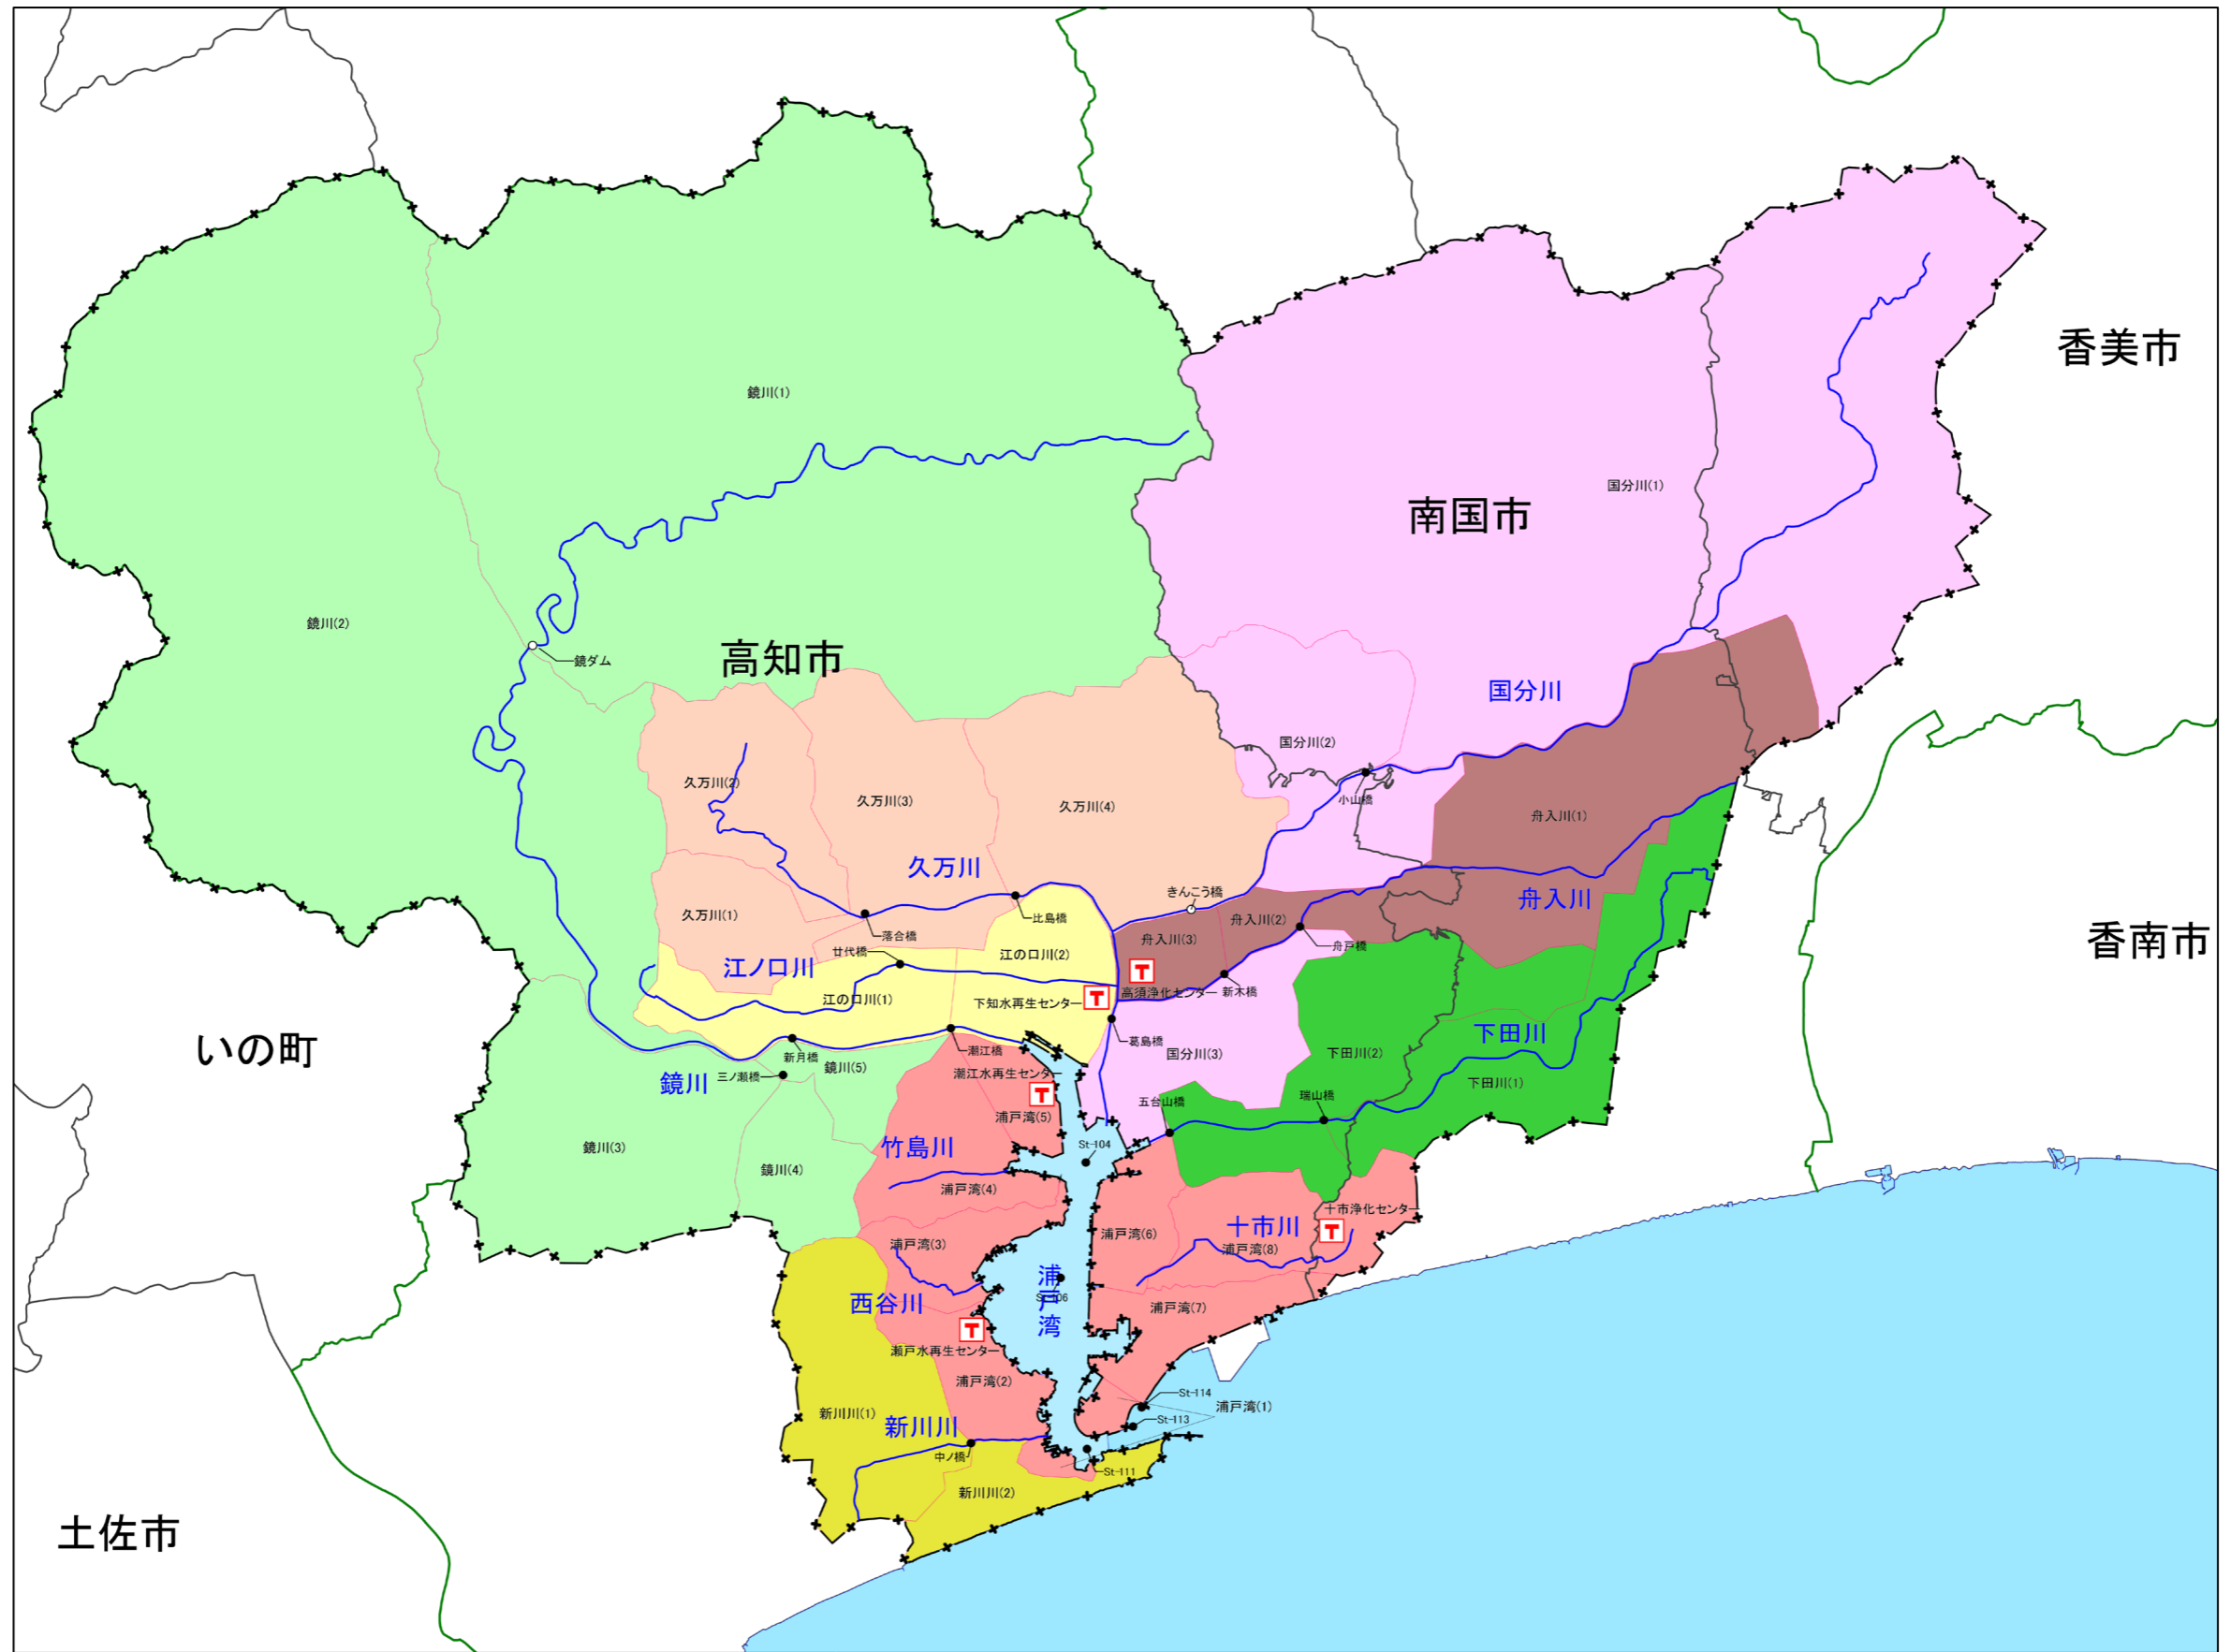 香美市
鏡川(1)
国分川(1)
南国市
鏡川(2)
鏡ダム
高知市
国分川
国分川(2)
久万川(2)
久万川(3)
久万川(4)
小山橋
舟入川(1)
久万川
きんこう橋
舟入川
久万川(1)
比島橋
舟入川(2)
落合橋
舟入川(3)
舟戸橋
香南市
廿代橋
江の口川(2)
江ノ口川
高須浄化センター
新木橋
江の口川(1)
下知水再生センター
下田川
いの町
葛島橋
潮江橋
新月橋
国分川(3)
下田川(2)
鏡川(5)
三ノ瀬橋
鏡川
潮江水再生センター
下田川(1)
瑞山橋
五台山橋
浦戸湾(5)
竹島川
St-104
鏡川(3)
鏡川(4)
浦戸湾(4)
十市浄化センター
十市川
浦戸湾(6)
浦戸湾(3)
浦戸湾(8)
浦戸湾
St-106
西谷川
浦戸湾(7)
瀬戸水再生センター
浦戸湾(2)
St-114
浦戸湾(1)
新川川(1)
St-113
新川川
中ノ橋
St-111
新川川(2)
土佐市